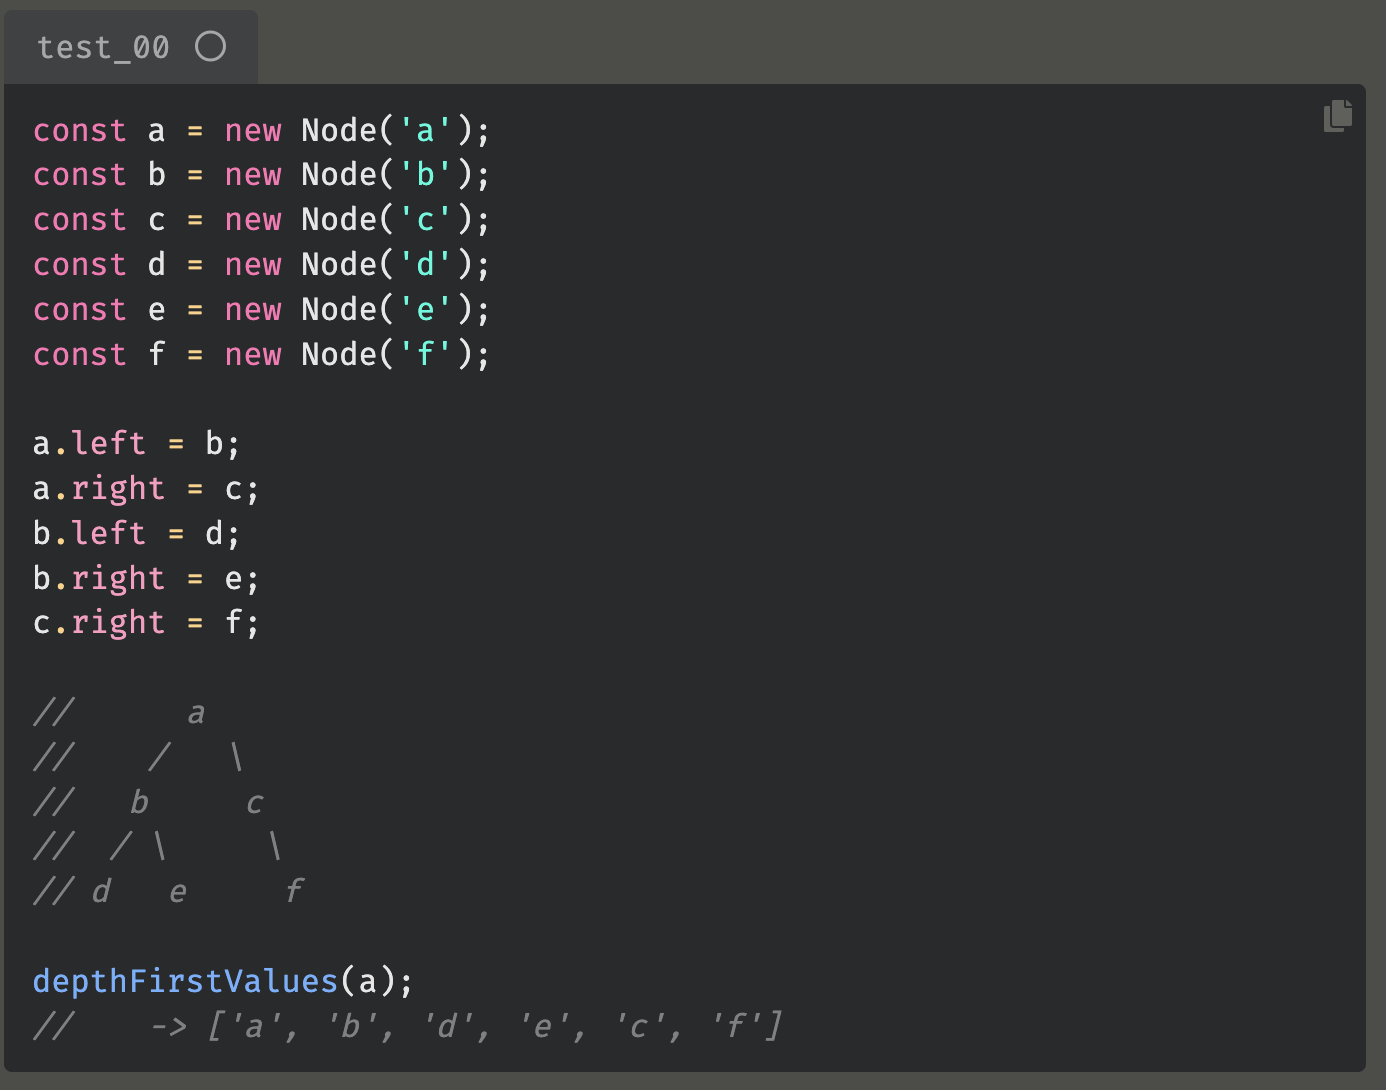 test_00
const a = new Node('a');
const b = new Node('b');
const c = new Node('c');
const d = new Node('d');
const e = new Node('e');
const f = new Node('f');
a.left = b;
a.right = c;
b.left = d;
b.right = e;
c.right = f;
//      a
//    /   \
//   b     c
//  / \     \
// d   e     f
depthFirstValues(a);
//    -> ['a', 'b', 'd', 'e', 'c', 'f']